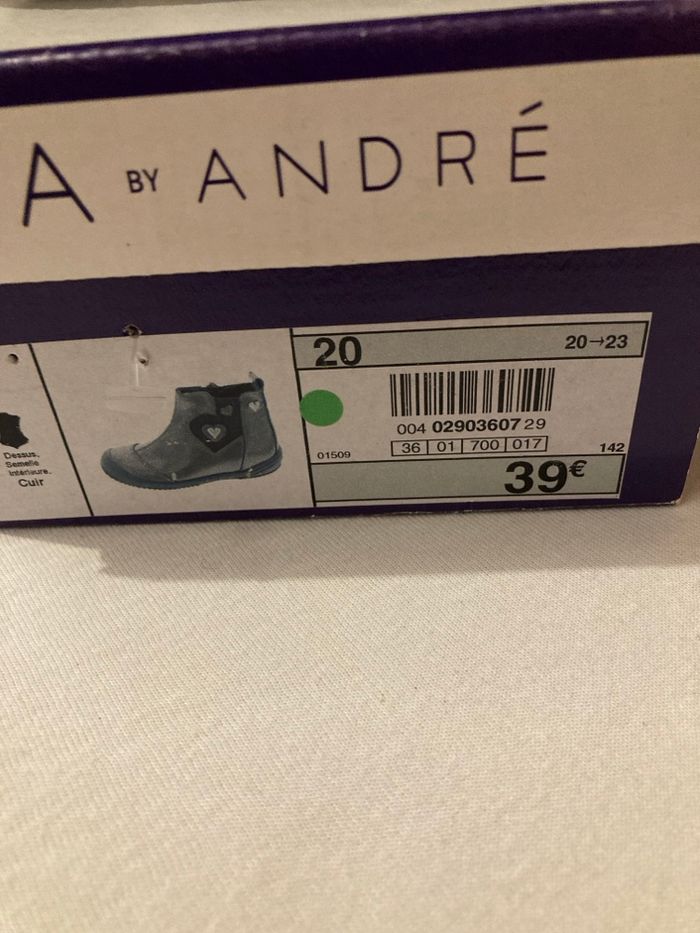 A BY ANDRÉ
20
20→23
004 02903607 29
36 01 700 017
01509
142
39€
Dessus,
Semelle
Intérieure,
Cuir